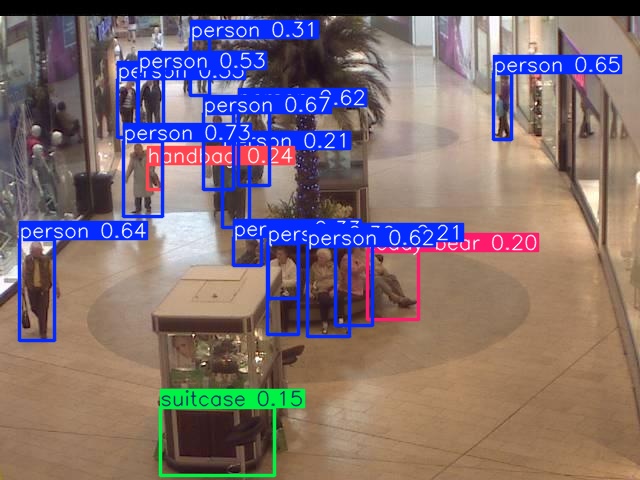 person 0.31
person 0.53
person 0.65
0.62
person 0.67
person 0.73
0.21
handbag 0.24
person 0.64
0.21
person 0.62
bear 0.20
suitcase 0.15